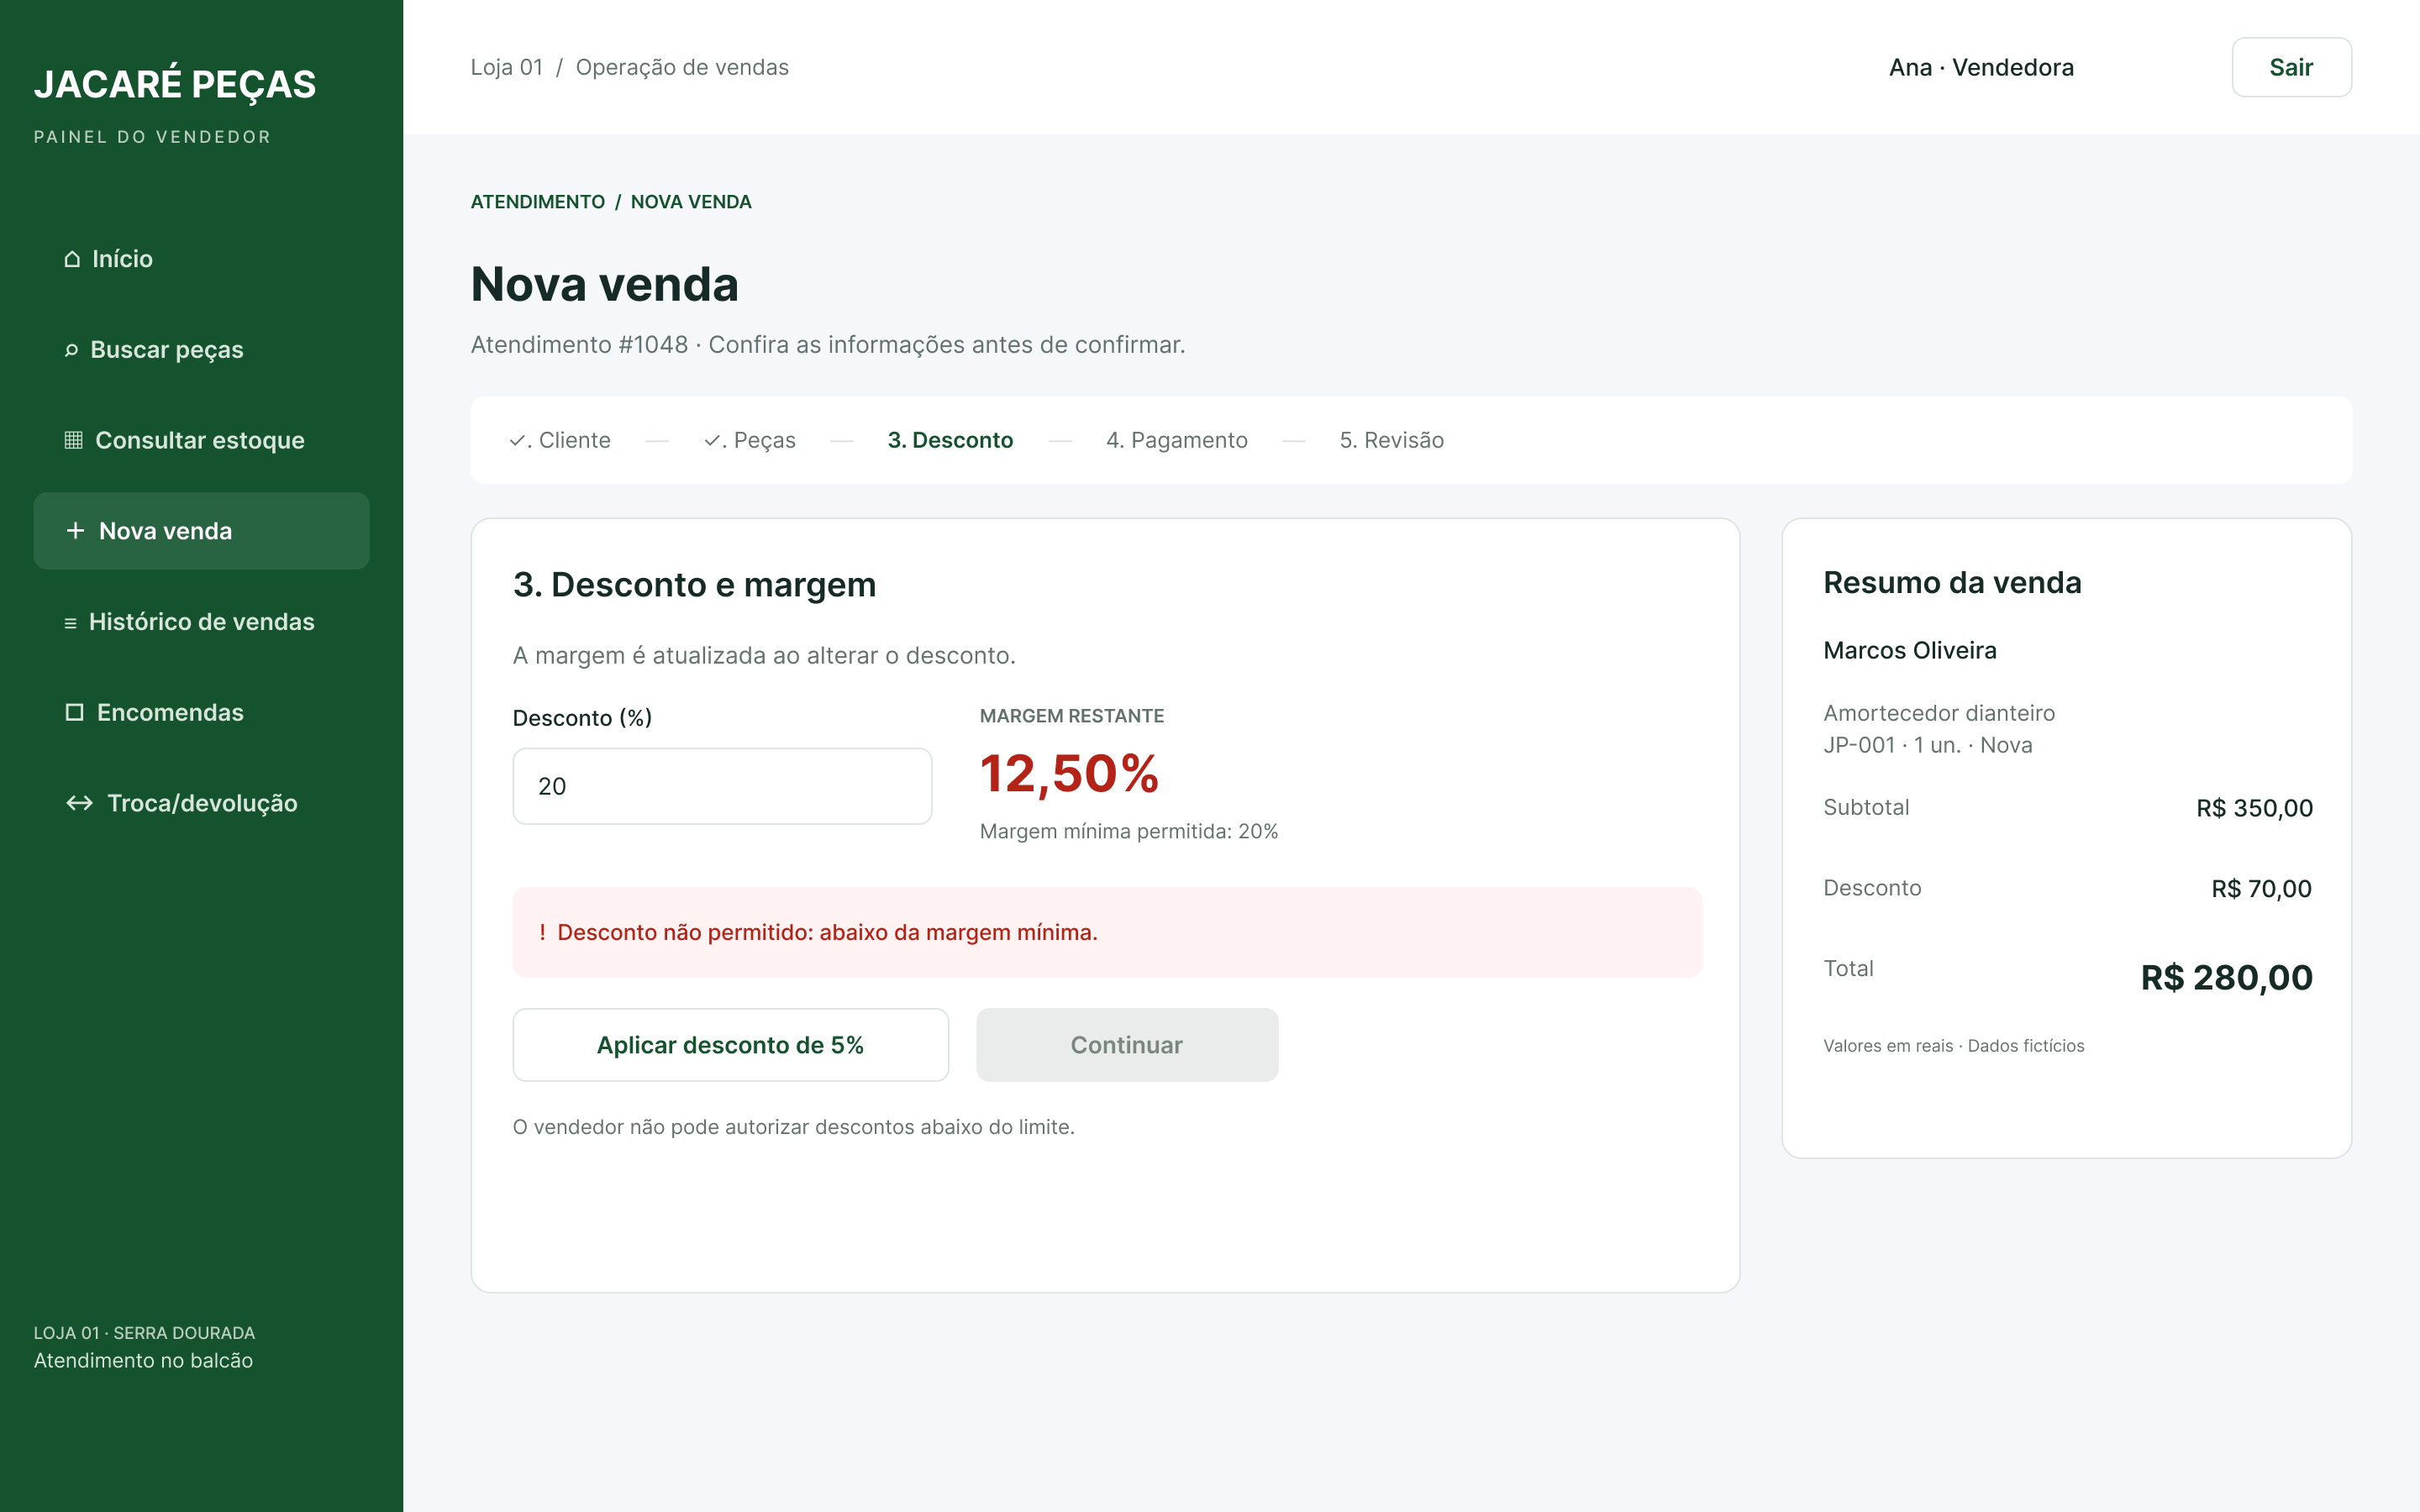 JACARÉ PEÇAS
PAINEL DO VENDEDOR
Início
Buscar peças
Consultar estoque
+ Nova venda
Histórico de vendas
Encomendas
↔ Troca/devolução
LOJA 01 · SERRA DOURADA
Atendimento no balcão
Loja 01 / Operação de vendas
Ana · Vendedora
Sair
ATENDIMENTO / NOVA VENDA
Nova venda
Atendimento #1048 · Confira as informações antes de confirmar.
✓. Cliente — ✓. Peças — 3. Desconto — 4. Pagamento — 5. Revisão
3. Desconto e margem
A margem é atualizada ao alterar o desconto.
Desconto (%)
20
MARGEM RESTANTE
12,50%
Margem mínima permitida: 20%
! Desconto não permitido: abaixo da margem mínima.
Aplicar desconto de 5%
Continuar
O vendedor não pode autorizar descontos abaixo do limite.
Resumo da venda
Marcos Oliveira
Amortecedor dianteiro
JP-001 · 1 un. · Nova
Subtotal R$ 350,00
Desconto R$ 70,00
Total R$ 280,00
Valores em reais · Dados fictícios